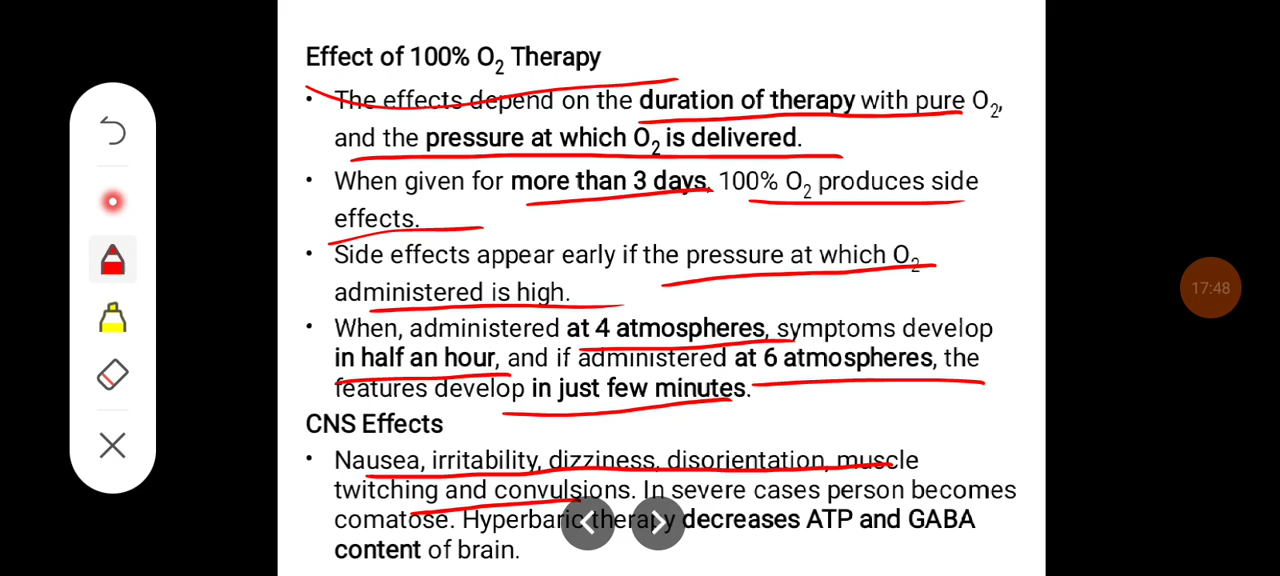 Effect of 100% O₂ Therapy
• The effects depend on the duration of therapy with pure O₂,
and the pressure at which O₂ is delivered.
• When given for more than 3 days, 100% O₂ produces side
effects.
• Side effects appear early if the pressure at which O₂
administered is high.
• When, administered at 4 atmospheres, symptoms develop
in half an hour, and if administered at 6 atmospheres, the
features develop in just few minutes.
CNS Effects
• Nausea, irritability, dizziness, disorientation, muscle
twitching and convulsions. In severe cases person becomes
comatose. Hyperbaric therapy decreases ATP and GABA
content of brain.
17:48